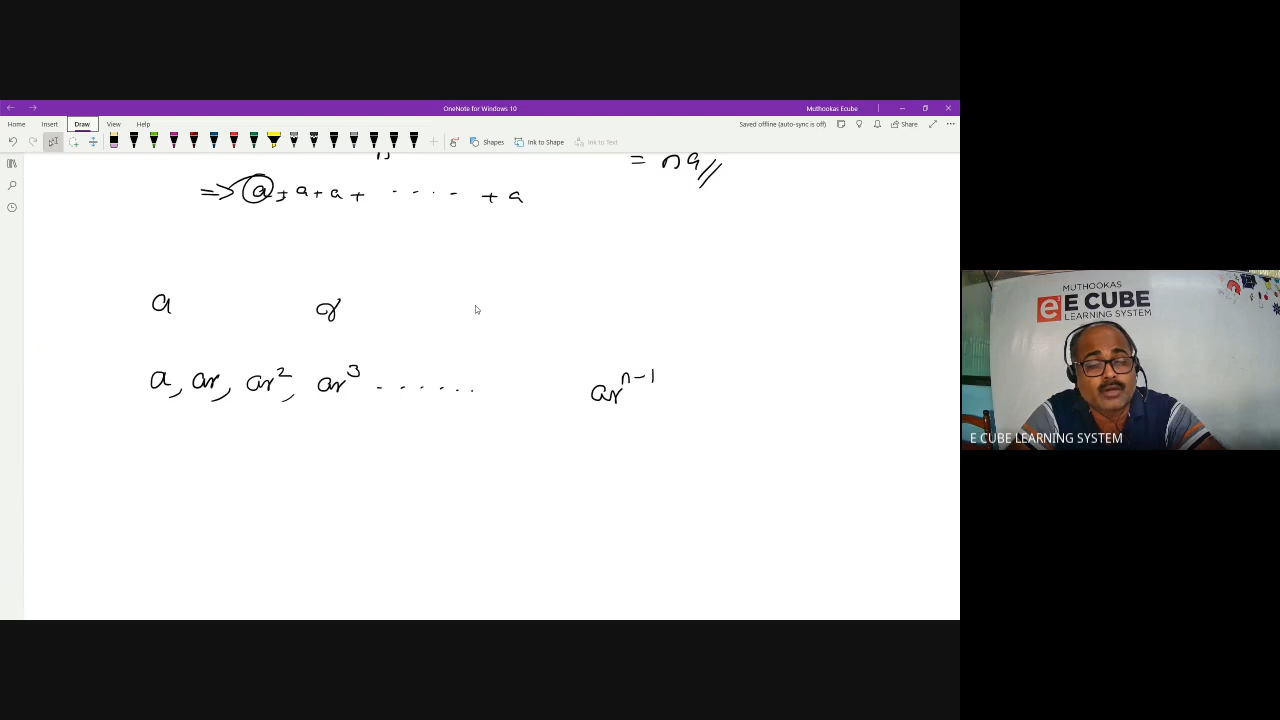 OneNote for Windows 10
Muthookas Ecube
Home Insert Draw View Help
Saved offline (auto-sync is off) Share
Shapes Ink to Shape Ink to Text
= na//
=> a + a + a + ..... + a
a r
a, ar, ar², ar³ ....... arⁿ⁻¹
MUTHOOKAS
e³ E CUBE
LEARNING SYSTEM
E CUBE LEARNING SYSTEM